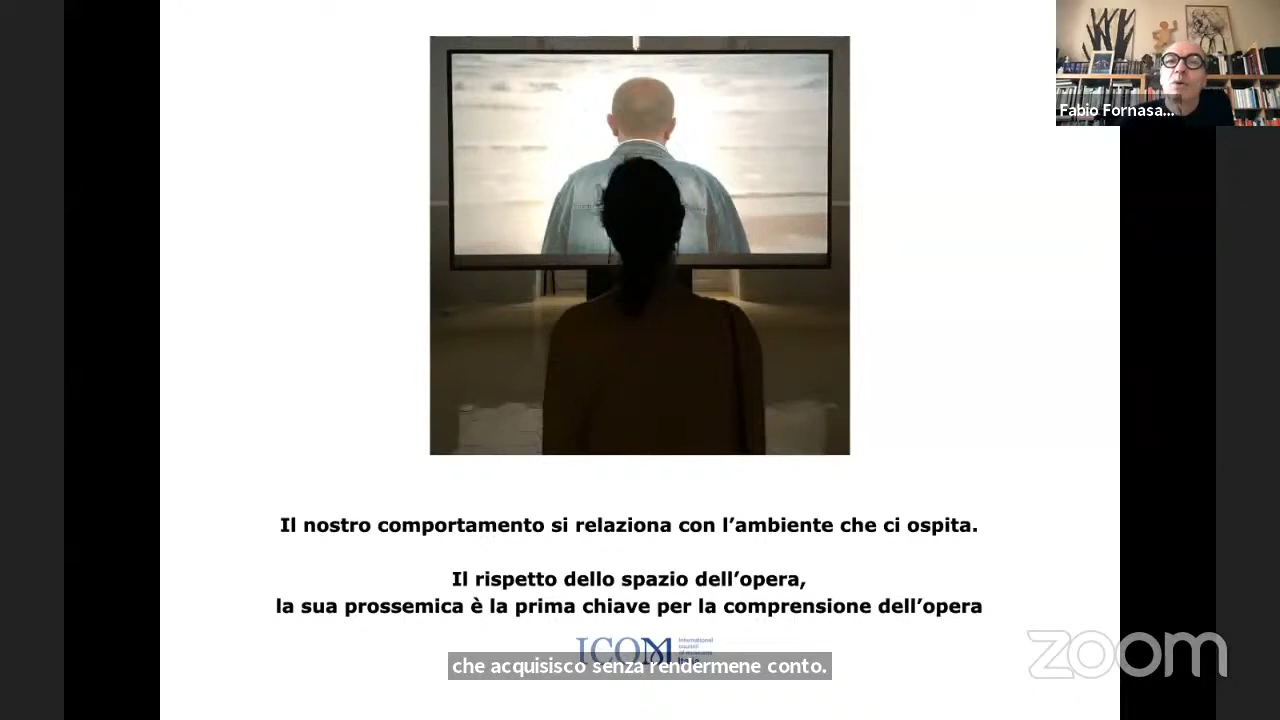 Fabio Fornasa...
Il nostro comportamento si relaziona con l’ambiente che ci ospita.
Il rispetto dello spazio dell’opera,
la sua prossemica è la prima chiave per la comprensione dell’opera
ICOM
International
che acquisisco senza rendermene conto.
zoom